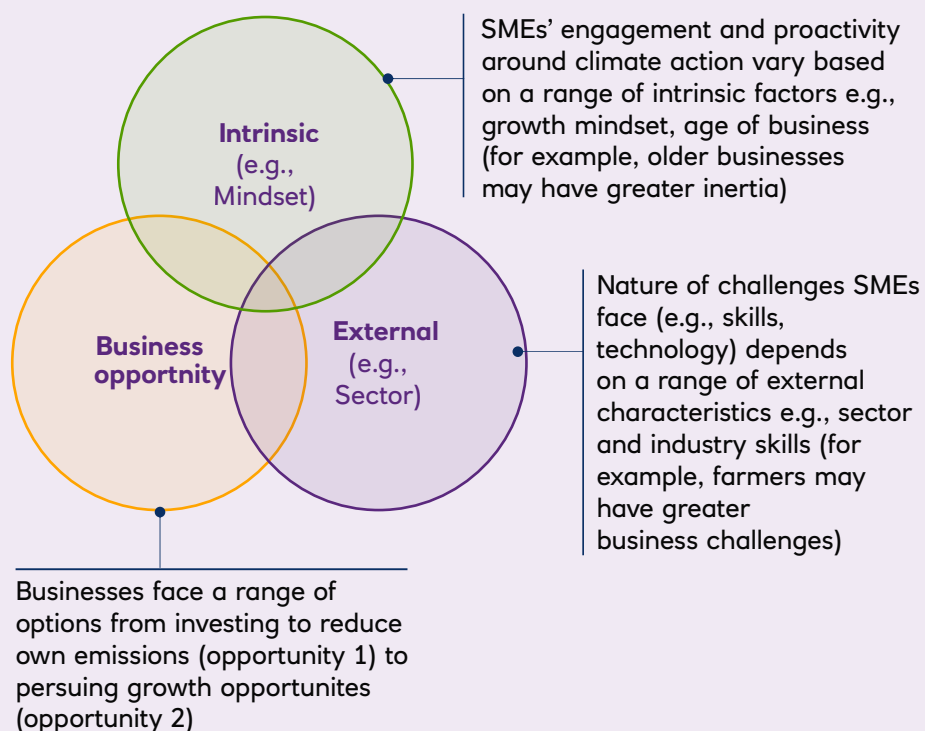 SMEs’ engagement and proactivity
around climate action vary based
on a range of intrinsic factors e.g.,
growth mindset, age of business
(for example, older businesses
may have greater inertia)
Intrinsic
(e.g.,
Mindset)
Business
opportnity
External
(e.g.,
Sector)
Nature of challenges SMEs
face (e.g., skills,
technology) depends
on a range of external
characteristics e.g., sector
and industry skills (for
example, farmers may
have greater
business challenges)
Businesses face a range of
options from investing to reduce
own emissions (opportunity 1) to
persuing growth opportunites
(opportunity 2)